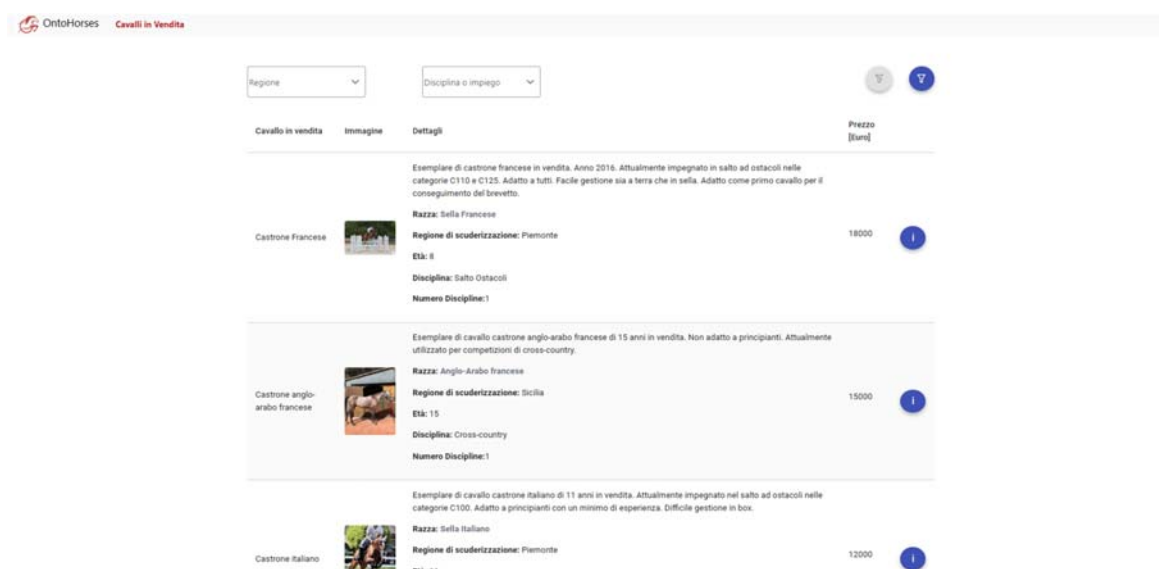 OntoHorses Cavalli in Vendita
Regione Disciplina o impiego
Cavallo in vendita Immagine Dettagli Prezzo [Euro]
Esemplare di castrone francese in vendita. Anno 2016. Attualmente impegnato in salto ad ostacoli nelle
categorie C110 e C125. Adatto a tutti. Facile gestione sia a terra che in sella. Adatto come primo cavallo per il
conseguimento del brevetto.
Razza: Sella Francese
Castrone Francese
Regione di scuderizzazione: Piemonte
18000
i
Età: 8
Disciplina: Salto Ostacoli
Numero Discipline:1
Esemplare di cavallo castrone anglo-arabo francese di 15 anni in vendita. Non adatto a principianti. Attualmente
utilizzato per competizioni di cross-country.
Razza: Anglo-Arabo francese
Castrone anglo-
arabo francese
Regione di scuderizzazione: Sicilia
15000
i
Età: 15
Disciplina: Cross-country
Numero Discipline:1
Esemplare di cavallo castrone italiano di 11 anni in vendita. Attualmente impegnato nel salto ad ostacoli nelle
categorie C100. Adatto a principianti con un minimo di esperienza. Difficile gestione in box.
Razza: Sella Italiano
Castrone italiano
Regione di scuderizzazione: Piemonte
12000
i